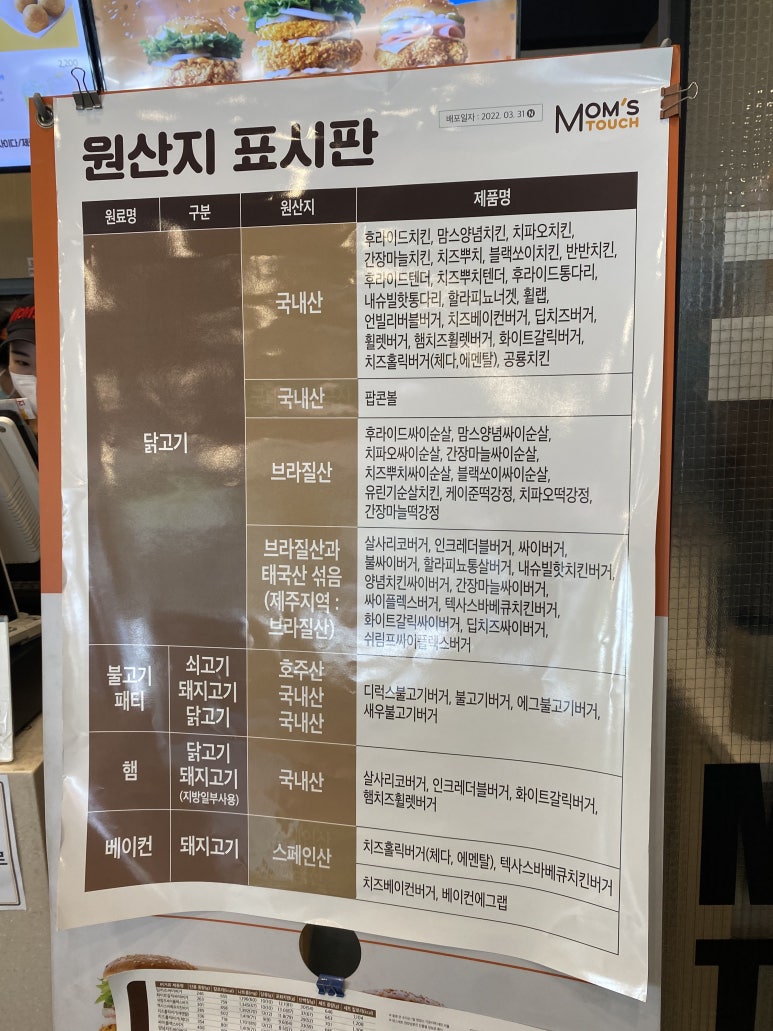 2,200
배포일자 : 2022. 03. 31 N
MOM'S
TOUCH
원산지 표시판
원료명 구분 원산지 제품명
닭고기
국내산
후라이드치킨, 맘스양념치킨, 치파오치킨,
간장마늘치킨, 치즈뿌치, 블랙쏘이치킨, 반반치킨,
후라이드텐더, 치즈뿌치텐더, 후라이드통다리,
내슈빌핫통다리, 할라피뇨너겟, 휠랩,
언빌리버블버거, 치즈베이컨버거, 딥치즈버거,
휠렛버거, 햄치즈휠렛버거, 화이트갈릭버거,
치즈홀릭버거(체다,에멘탈), 공룡치킨
국내산
팝콘볼
브라질산
후라이드싸이순살, 맘스양념싸이순살,
치파오싸이순살, 간장마늘싸이순살,
치즈뿌치싸이순살, 블랙쏘이싸이순살,
유린기순살치킨, 케이준떡강정, 치파오떡강정,
간장마늘떡강정
브라질산과
태국산 섞음
(제주지역 :
브라질산)
살사리코버거, 인크레더블버거, 싸이버거,
불싸이버거, 할라피뇨통살버거, 내슈빌핫치킨버거,
양념치킨싸이버거, 간장마늘싸이버거,
싸이플렉스버거, 텍사스바베큐치킨버거,
화이트갈릭싸이버거, 딥치즈싸이버거,
쉬림프싸이플렉스버거
불고기
패티
쇠고기
돼지고기
닭고기
호주산
국내산
국내산
디럭스불고기버거, 불고기버거, 에그불고기버거,
새우불고기버거
햄
닭고기
돼지고기
(지방일부사용)
국내산
살사리코버거, 인크레더블버거, 화이트갈릭버거,
햄치즈휠렛버거
베이컨
돼지고기
스페인산
치즈홀릭버거(체다, 에멘탈), 텍사스바베큐치킨버거
치즈베이컨버거, 베이컨에그랩